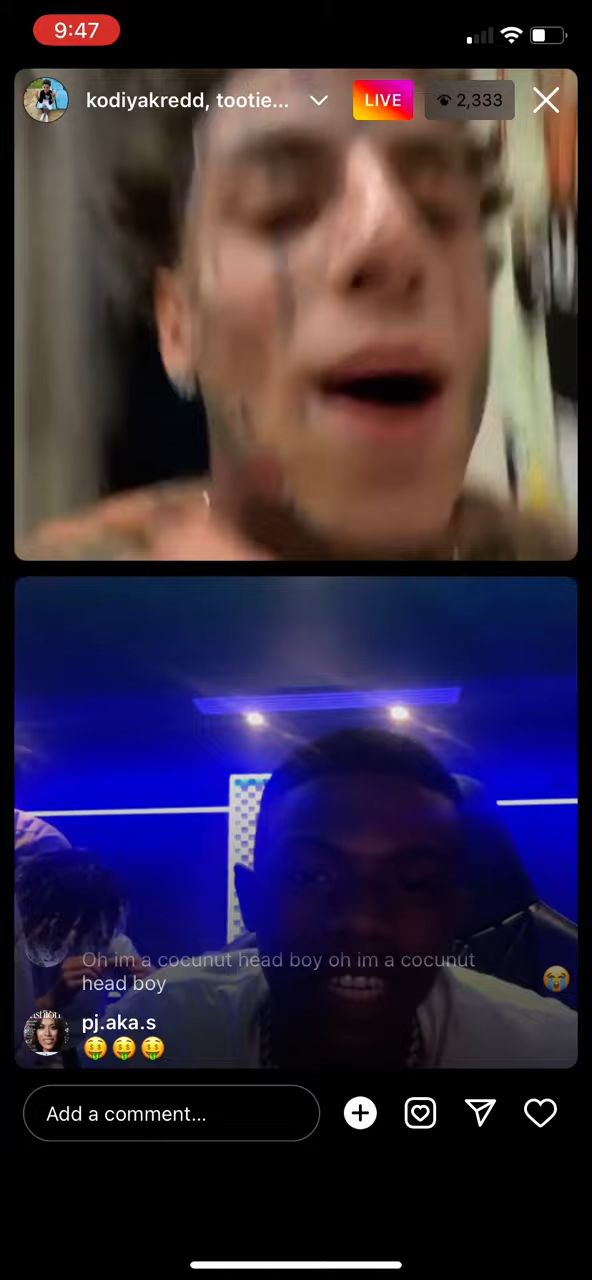 9:47
kodiyakredd, tootie...
LIVE
2,333
Oh im a cocunut head boy oh im a cocunut
head boy
pj.aka.s
Add a comment...